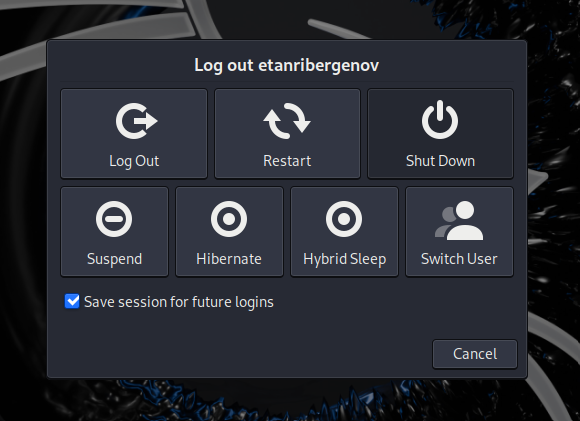 Log out etanribergenov
Log Out
Restart
Shut Down
Suspend
Hibernate
Hybrid Sleep
Switch User
Save session for future logins
Cancel